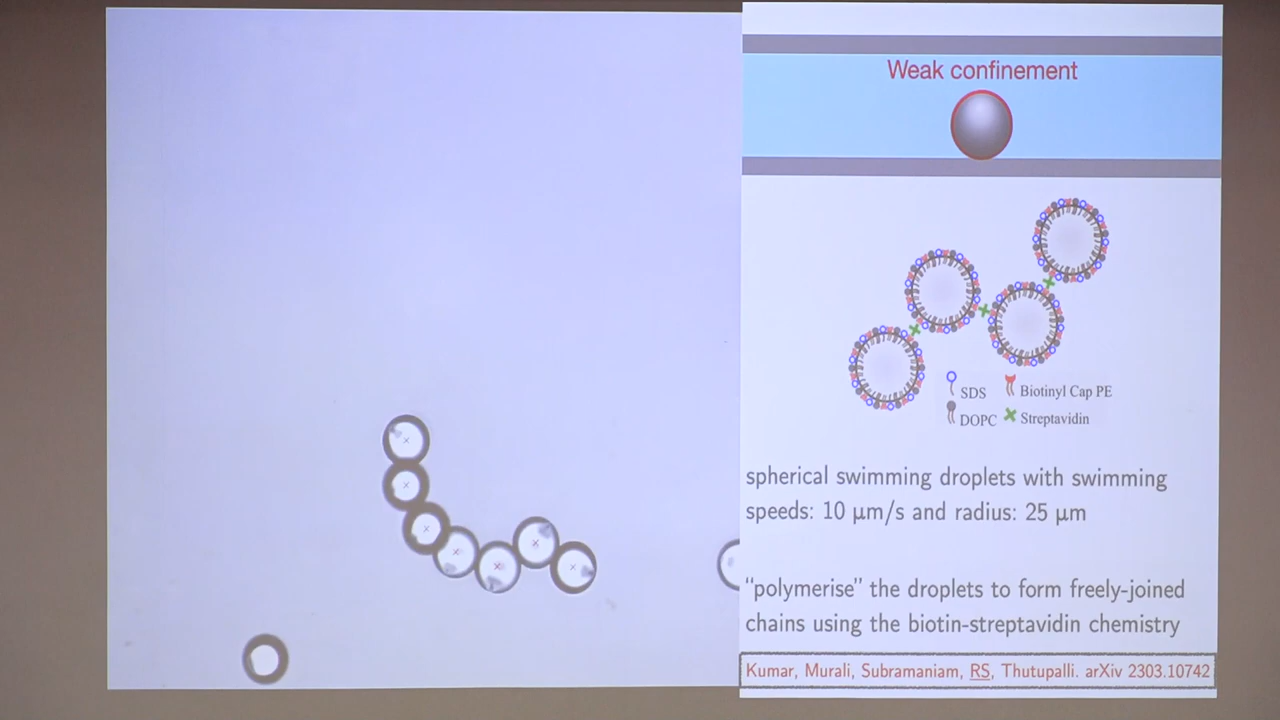 Weak confinement
SDS
Biotinyl Cap PE
DOPC
Streptavidin
spherical swimming droplets with swimming
speeds: 10 μm/s and radius: 25 μm
“polymerise” the droplets to form freely-joined
chains using the biotin-streptavidin chemistry
Kumar, Murali, Subramaniam, RS, Thutupalli. arXiv 2303.10742